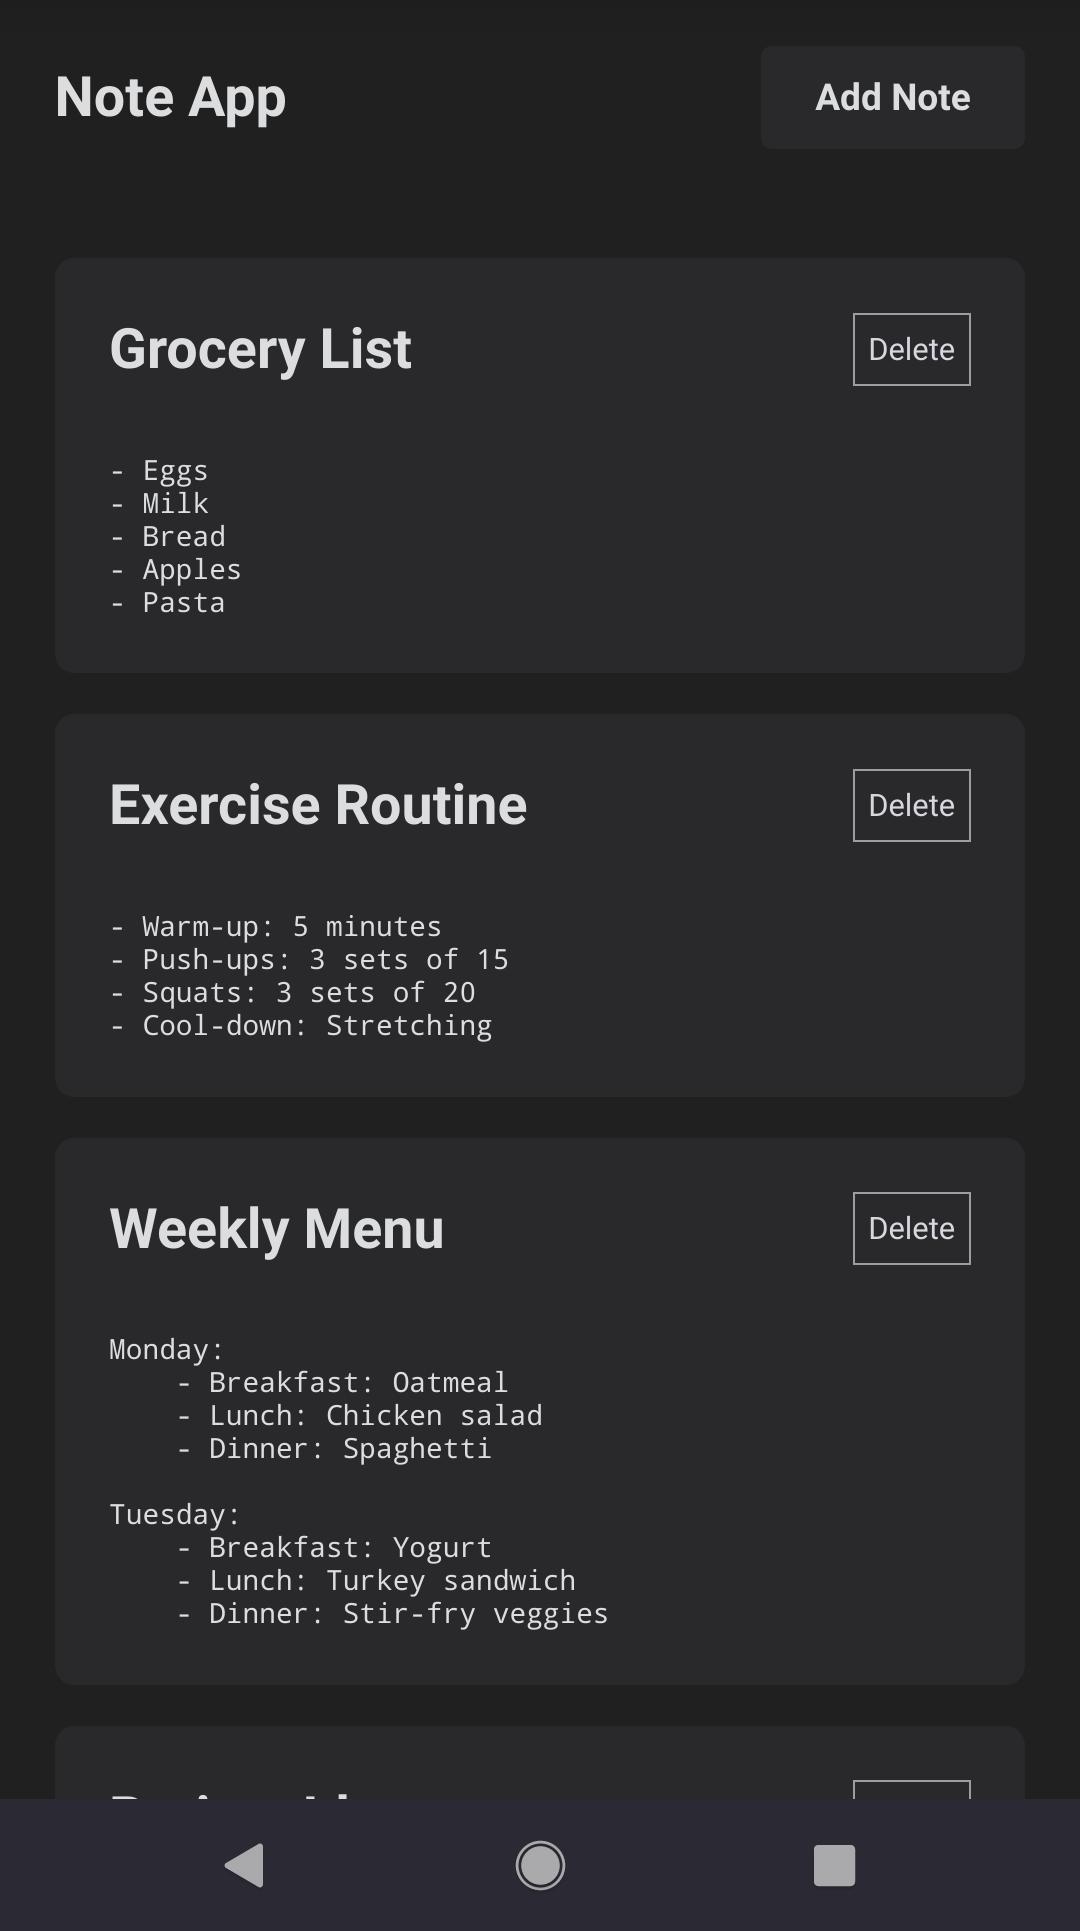 Note App
Add Note
Grocery List
Delete
- Eggs
- Milk
- Bread
- Apples
- Pasta
Exercise Routine
Delete
- Warm-up: 5 minutes
- Push-ups: 3 sets of 15
- Squats: 3 sets of 20
- Cool-down: Stretching
Weekly Menu
Delete
Monday:
    - Breakfast: Oatmeal
    - Lunch: Chicken salad
    - Dinner: Spaghetti
Tuesday:
    - Breakfast: Yogurt
    - Lunch: Turkey sandwich
    - Dinner: Stir-fry veggies